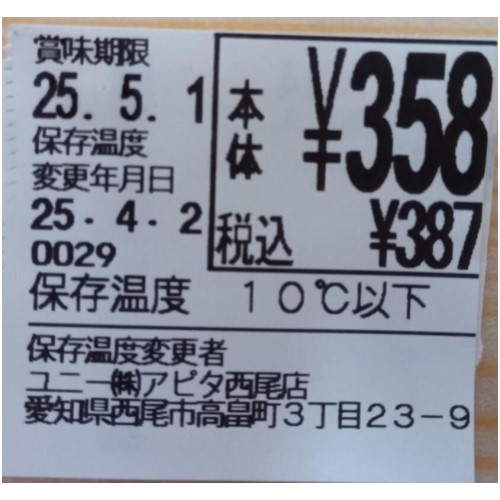 賞味期限
25. 5. 1
保存温度
変更年月日
25. 4. 2
0029
本体 ¥358
税込 ¥387
保存温度 10℃以下
保存温度変更者
ユニー㈱アピタ西尾店
愛知県西尾市高畠町3丁目23-9